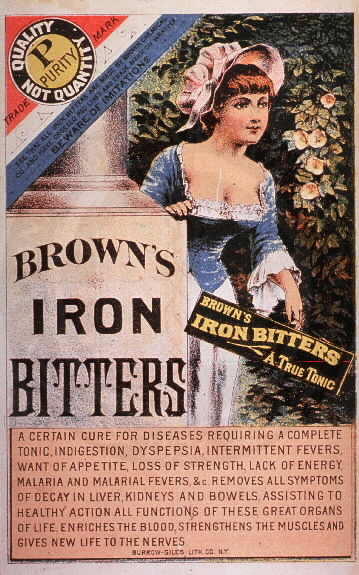 QUALITY
NOT QUANTITY
P
PURITY
TRADE MARK
BEWARE OF IMITATIONS
BROWN'S
IRON
BITTERS
BROWN'S
IRON BITTERS
A TRUE TONIC
A CERTAIN CURE FOR DISEASES REQUIRING A COMPLETE
TONIC, INDIGESTION, DYSPEPSIA, INTERMITTENT FEVERS,
WANT OF APPETITE, LOSS OF STRENGTH, LACK OF ENERGY,
MALARIA AND MALARIAL FEVERS, &c. REMOVES ALL SYMPTOMS
OF DECAY IN LIVER, KIDNEYS AND BOWELS, ASSISTING TO
HEALTHY ACTION ALL FUNCTIONS OF THESE GREAT ORGANS
OF LIFE, ENRICHES THE BLOOD, STRENGTHENS THE MUSCLES AND
GIVES NEW LIFE TO THE NERVES
BURROW-GILES LITH. CO. N.Y.